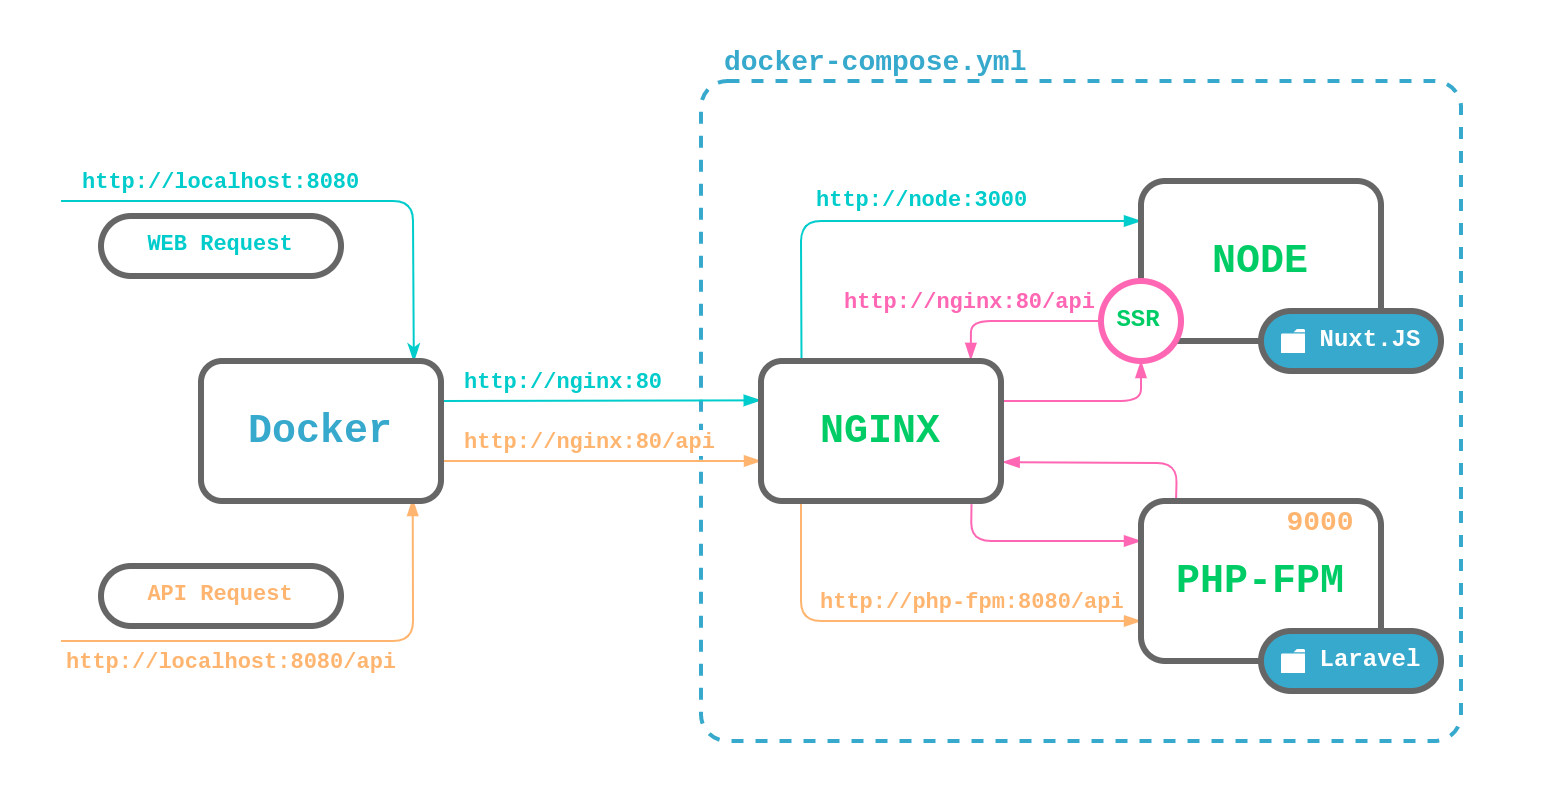 docker-compose.yml
http://localhost:8080
WEB Request
http://node:3000
NODE
http://nginx:80/api
SSR
Nuxt.JS
http://nginx:80
Docker
NGINX
http://nginx:80/api
9000
PHP-FPM
API Request
http://php-fpm:8080/api
http://localhost:8080/api
Laravel